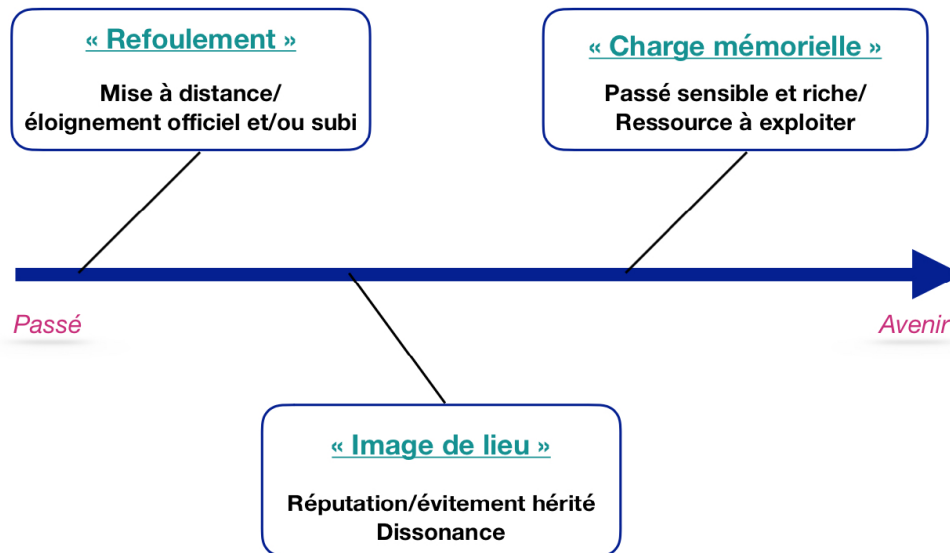 « Refoulement »
Mise à distance/
éloignement officiel et/ou subi
« Charge mémorielle »
Passé sensible et riche/
Ressource à exploiter
Passé
Avenir
« Image de lieu »
Réputation/évitement hérité
Dissonance